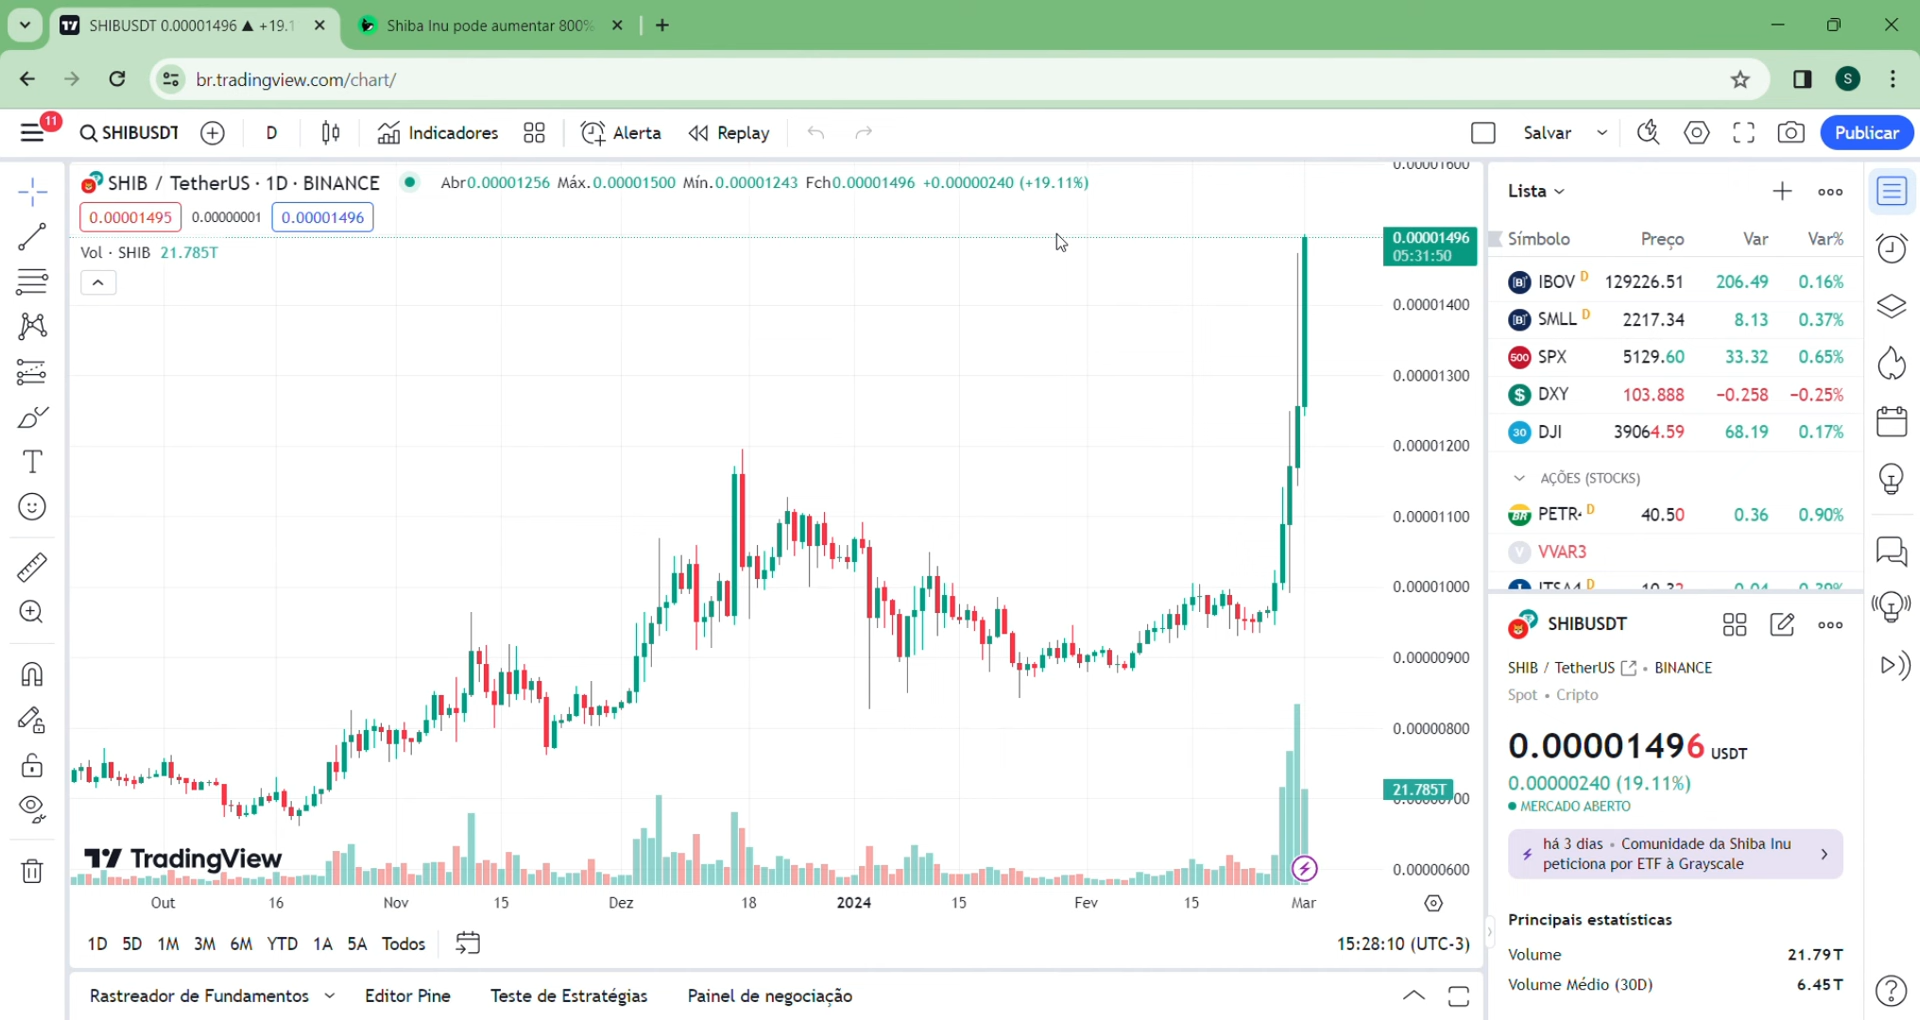 SHIBUSDT 0.00001496 ▲ +19.1
Shiba Inu pode aumentar 800%
S
br.tradingview.com/chart/
11
SHIBUSDT
D
Indicadores
Alerta
Replay
Salvar
Publicar
SHIB / TetherUS · 1D · BINANCE
Abr0.00001256 Máx.0.00001500 Mín.0.00001243 Fch0.00001496 +0.00000240 (+19.11%)
0.00001495
0.00000001
0.00001496
Vol · SHIB 21.785T
0.00001600
0.00001496
05:31:50
0.00001400
0.00001300
0.00001200
0.00001100
0.00001000
0.00000900
0.00000800
21.785T
0.00000600
TradingView
Out 16 Nov 15 Dez 18 2024 15 Fev 15 Mar
1D 5D 1M 3M 6M YTD 1A 5A Todos
15:28:10 (UTC-3)
Rastreador de Fundamentos
Editor Pine
Teste de Estratégias
Painel de negociação
Lista
Símbolo Preço Var Var%
IBOV D 129226.51 206.49 0.16%
SMLL D 2217.34 8.13 0.37%
500 SPX 5129.60 33.32 0.65%
$ DXY 103.888 −0.258 −0.25%
30 DJI 39064.59 68.19 0.17%
AÇÕES (STOCKS)
BR PETR4 D 40.50 0.36 0.90%
V VVAR3
SHIBUSDT
SHIB / TetherUS • BINANCE
Spot • Cripto
0.00001496 USDT
0.00000240 (19.11%)
MERCADO ABERTO
há 3 dias • Comunidade da Shiba Inu
peticiona por ETF à Grayscale
Principais estatísticas
Volume 21.79T
Volume Médio (30D) 6.45T